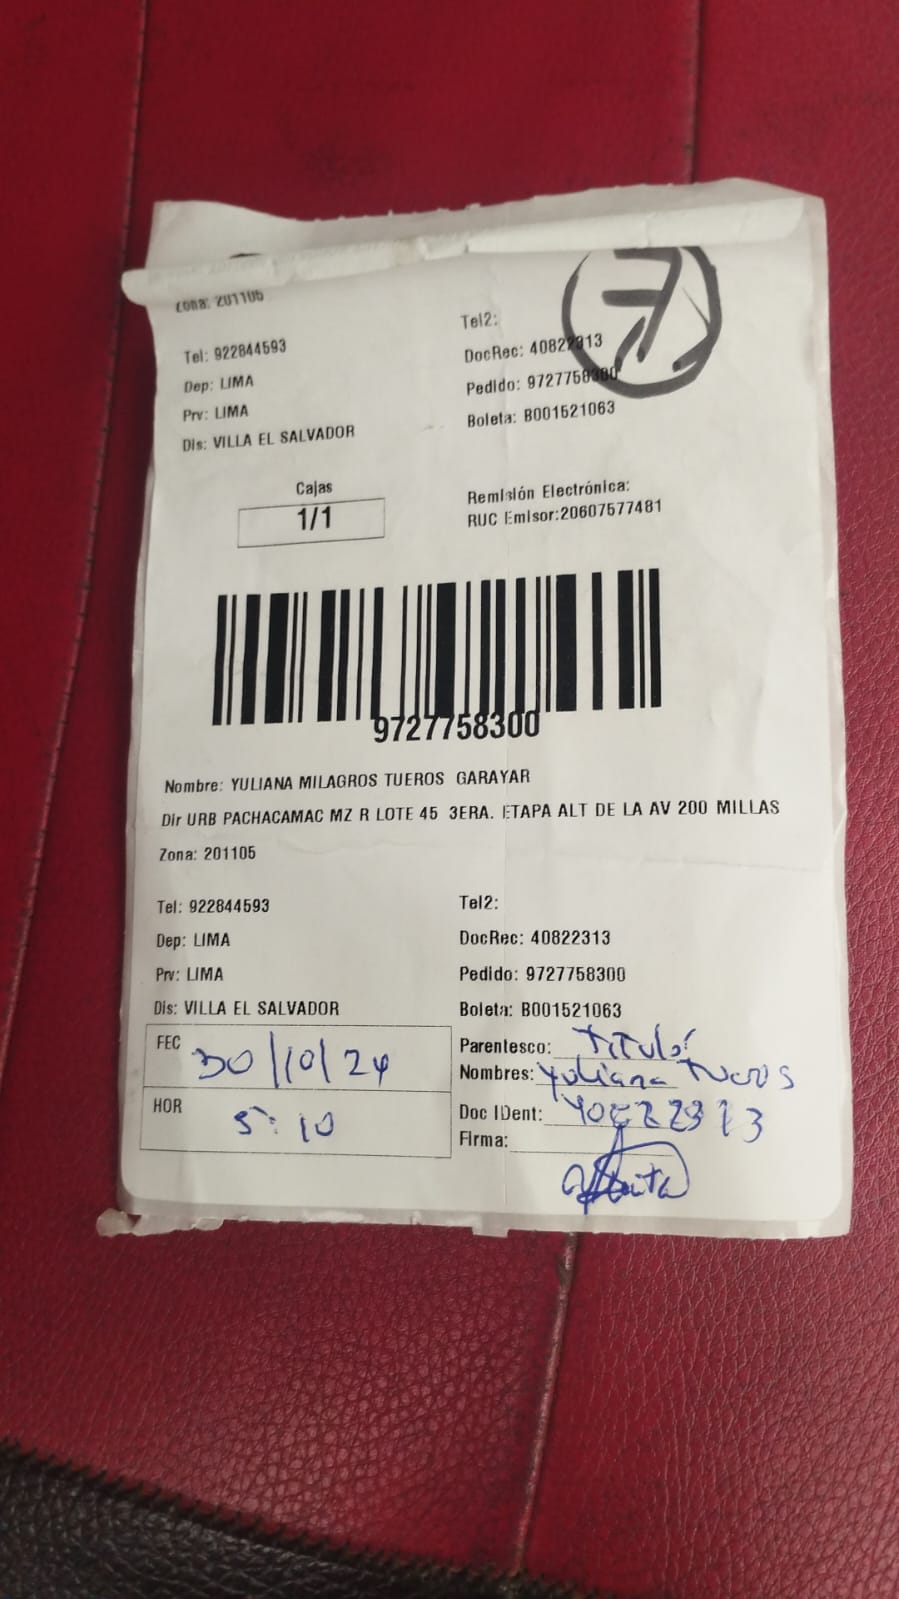 Zona: 201105
Tel: 922844593
Tel2:
Dep: LIMA
DocRec: 40822313
Prv: LIMA
Pedido: 9727758300
Dis: VILLA EL SALVADOR
Boleta: B001521063
Cajas
1/1
Remisión Electrónica:
RUC Emisor:20607577481
9727758300
Nombre: YULIANA MILAGROS TUEROS GARAYAR
Dir URB PACHACAMAC MZ R LOTE 45 3ERA. ETAPA ALT DE LA AV 200 MILLAS
Zona: 201105
Tel: 922844593
Tel2:
Dep: LIMA
DocRec: 40822313
Prv: LIMA
Pedido: 9727758300
Dis: VILLA EL SALVADOR
Boleta: B001521063
FEC 30/10/24
Parentesco: Titular
Nombres: Yuliana Tueros
HOR 5:10
Doc IDent: 40822313
Firma: